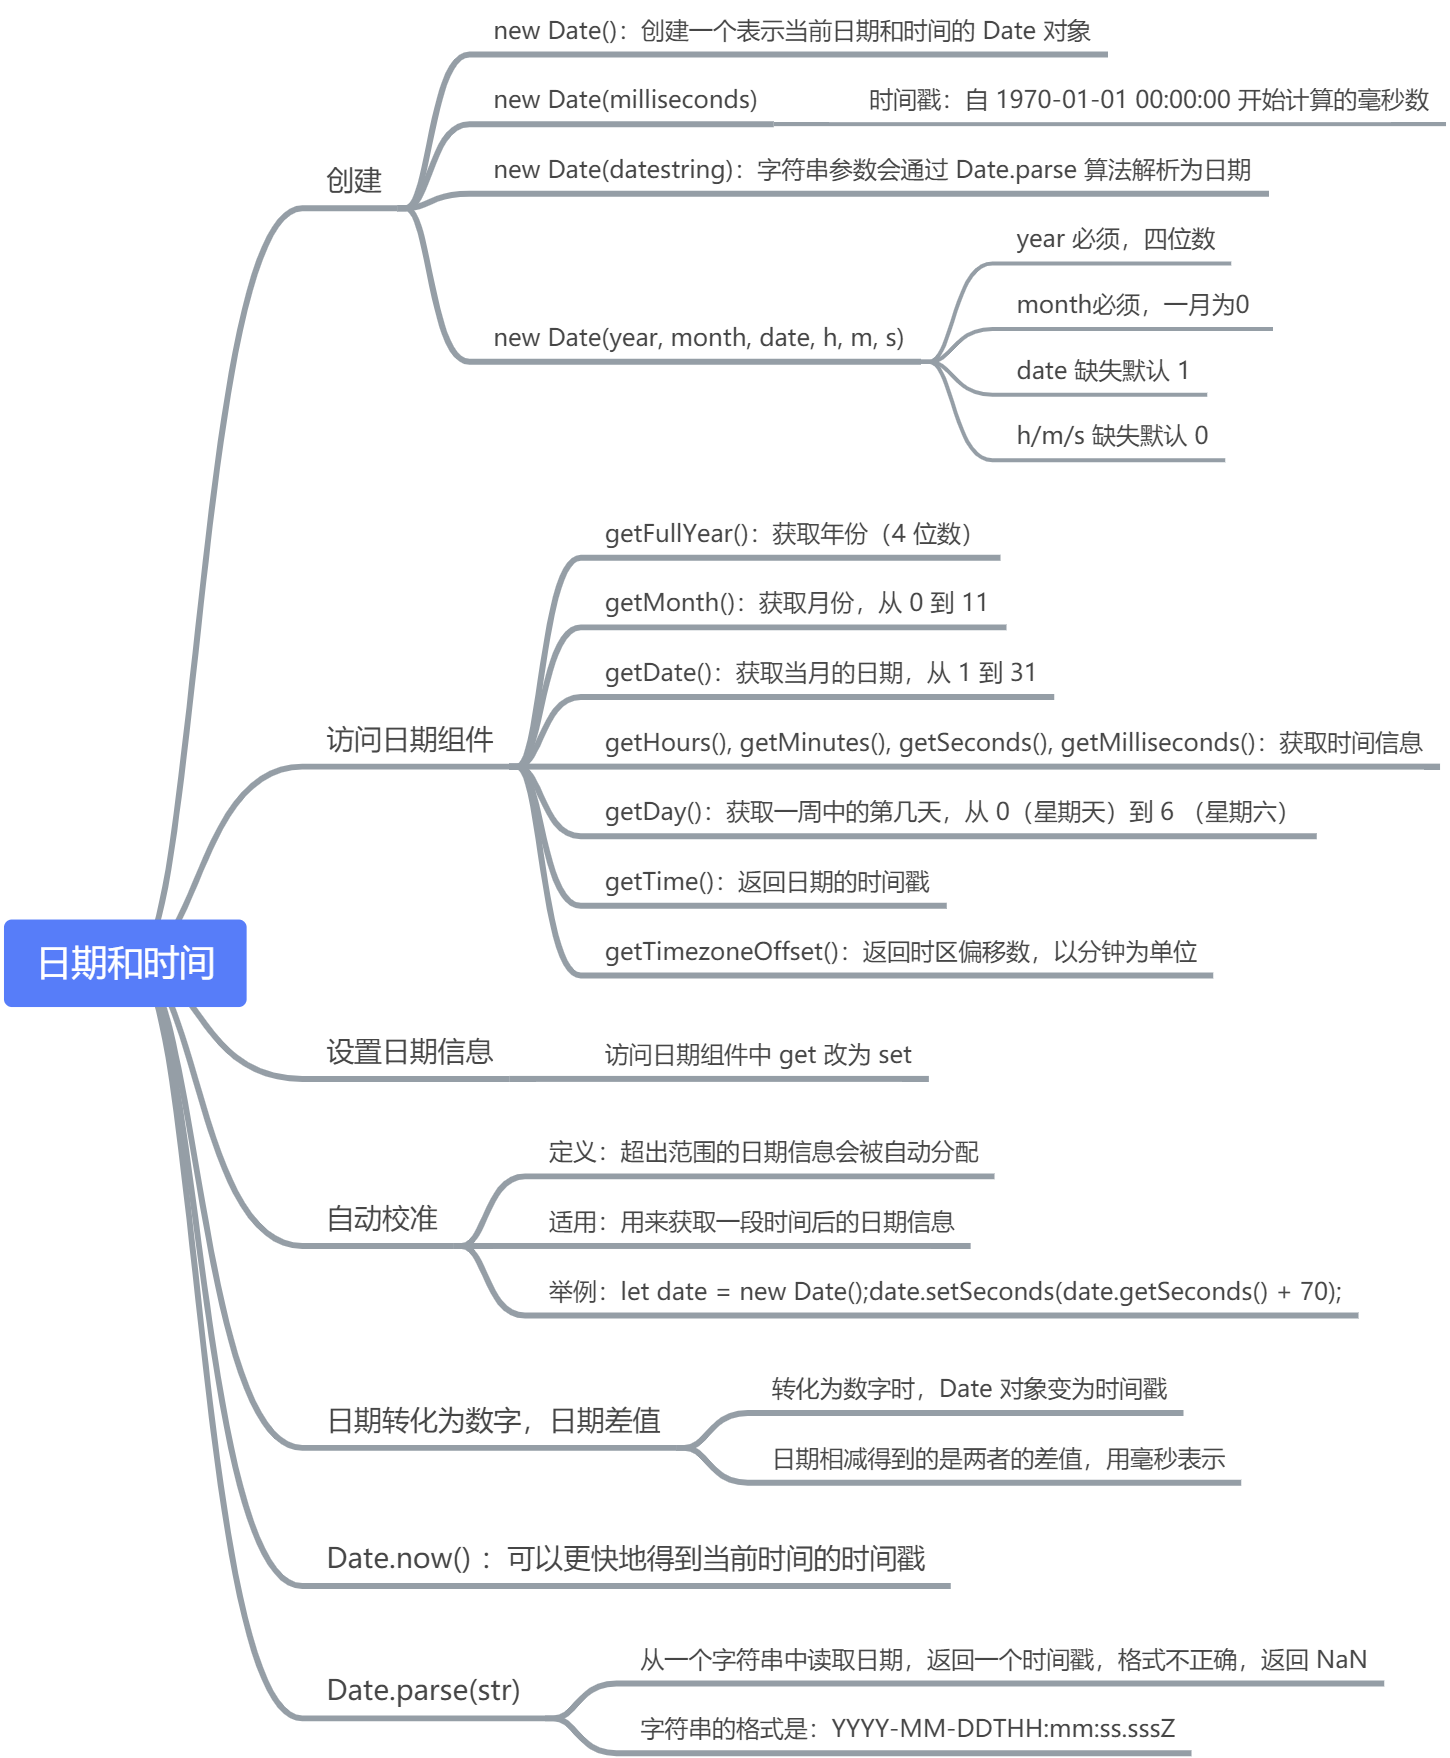 日期和时间
创建
new Date()：创建一个表示当前日期和时间的 Date 对象
new Date(milliseconds)
时间戳：自 1970-01-01 00:00:00 开始计算的毫秒数
new Date(datestring)：字符串参数会通过 Date.parse 算法解析为日期
new Date(year, month, date, h, m, s)
year 必须，四位数
month必须，一月为0
date 缺失默认 1
h/m/s 缺失默认 0
访问日期组件
getFullYear()：获取年份（4 位数）
getMonth()：获取月份，从 0 到 11
getDate()：获取当月的日期，从 1 到 31
getHours(), getMinutes(), getSeconds(), getMilliseconds()：获取时间信息
getDay()：获取一周中的第几天，从 0（星期天）到 6 （星期六）
getTime()：返回日期的时间戳
getTimezoneOffset()：返回时区偏移数，以分钟为单位
设置日期信息
访问日期组件中 get 改为 set
自动校准
定义：超出范围的日期信息会被自动分配
适用：用来获取一段时间后的日期信息
举例：let date = new Date();date.setSeconds(date.getSeconds() + 70);
日期转化为数字，日期差值
转化为数字时，Date 对象变为时间戳
日期相减得到的是两者的差值，用毫秒表示
Date.now() ：可以更快地得到当前时间的时间戳
Date.parse(str)
从一个字符串中读取日期，返回一个时间戳，格式不正确，返回 NaN
字符串的格式是：YYYY-MM-DDTHH:mm:ss.sssZ